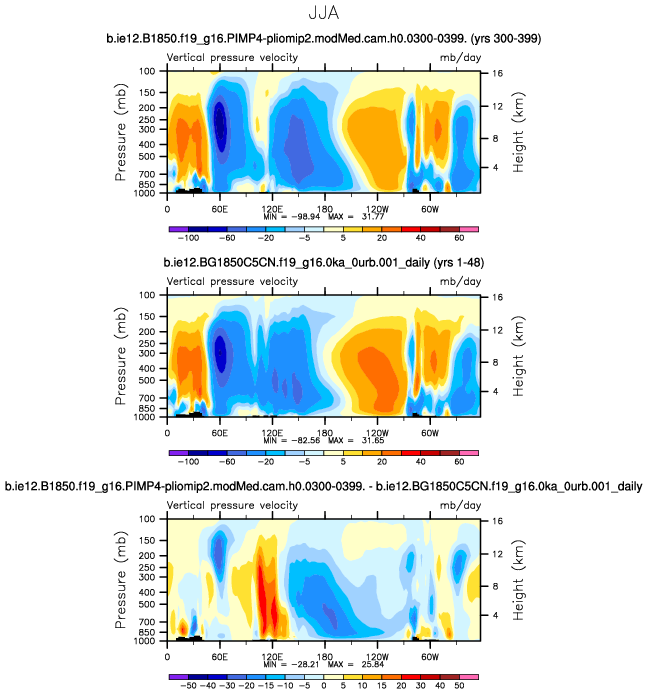 JJA
b.ie12.B1850.f19_g16.PIMP4-pliomip2.modMed.cam.h0.0300-0399. (yrs 300-399)
Vertical pressure velocity mb/day
100 150 200 250 300 400 500 700 850 1000
Pressure (mb)
16 12 8 4
Height (km)
0 60E 120E 180 120W 60W
MIN = -98.94 MAX = 31.77
-100 -60 -20 -5 0 5 20 40 60
b.ie12.BG1850C5CN.f19_g16.0ka_0urb.001_daily (yrs 1-48)
Vertical pressure velocity mb/day
100 150 200 250 300 400 500 700 850 1000
Pressure (mb)
16 12 8 4
Height (km)
0 60E 120E 180 120W 60W
MIN = -82.56 MAX = 31.65
-100 -60 -20 -5 0 5 20 40 60
b.ie12.B1850.f19_g16.PIMP4-pliomip2.modMed.cam.h0.0300-0399. - b.ie12.BG1850C5CN.f19_g16.0ka_0urb.001_daily
Vertical pressure velocity mb/day
100 150 200 250 300 400 500 700 850 1000
Pressure (mb)
16 12 8 4
Height (km)
0 60E 120E 180 120W 60W
MIN = -28.21 MAX = 25.84
-50 -40 -30 -20 -15 -10 -5 0 5 10 15 20 30 40 50